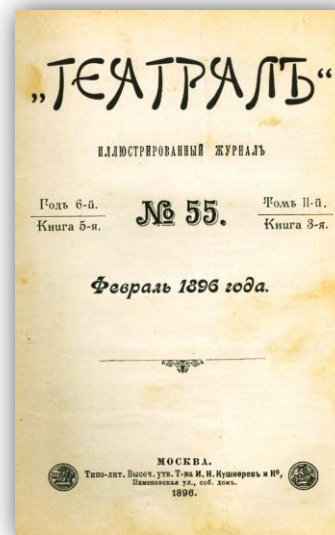 „ТЕАТРАЛЪ“
ИЛЛЮСТРИРОВАННЫЙ ЖУРНАЛЪ
Годъ 6-й.
Книга 5-я.
№ 55.
Томъ II-й.
Книга 3-я.
Февраль 1896 года.
МОСКВА.
Типо-лит. Высоч. утв. Т-ва И. Н. Кушнеревъ и К⁰,
Пименовская ул., соб. домъ.
1896.